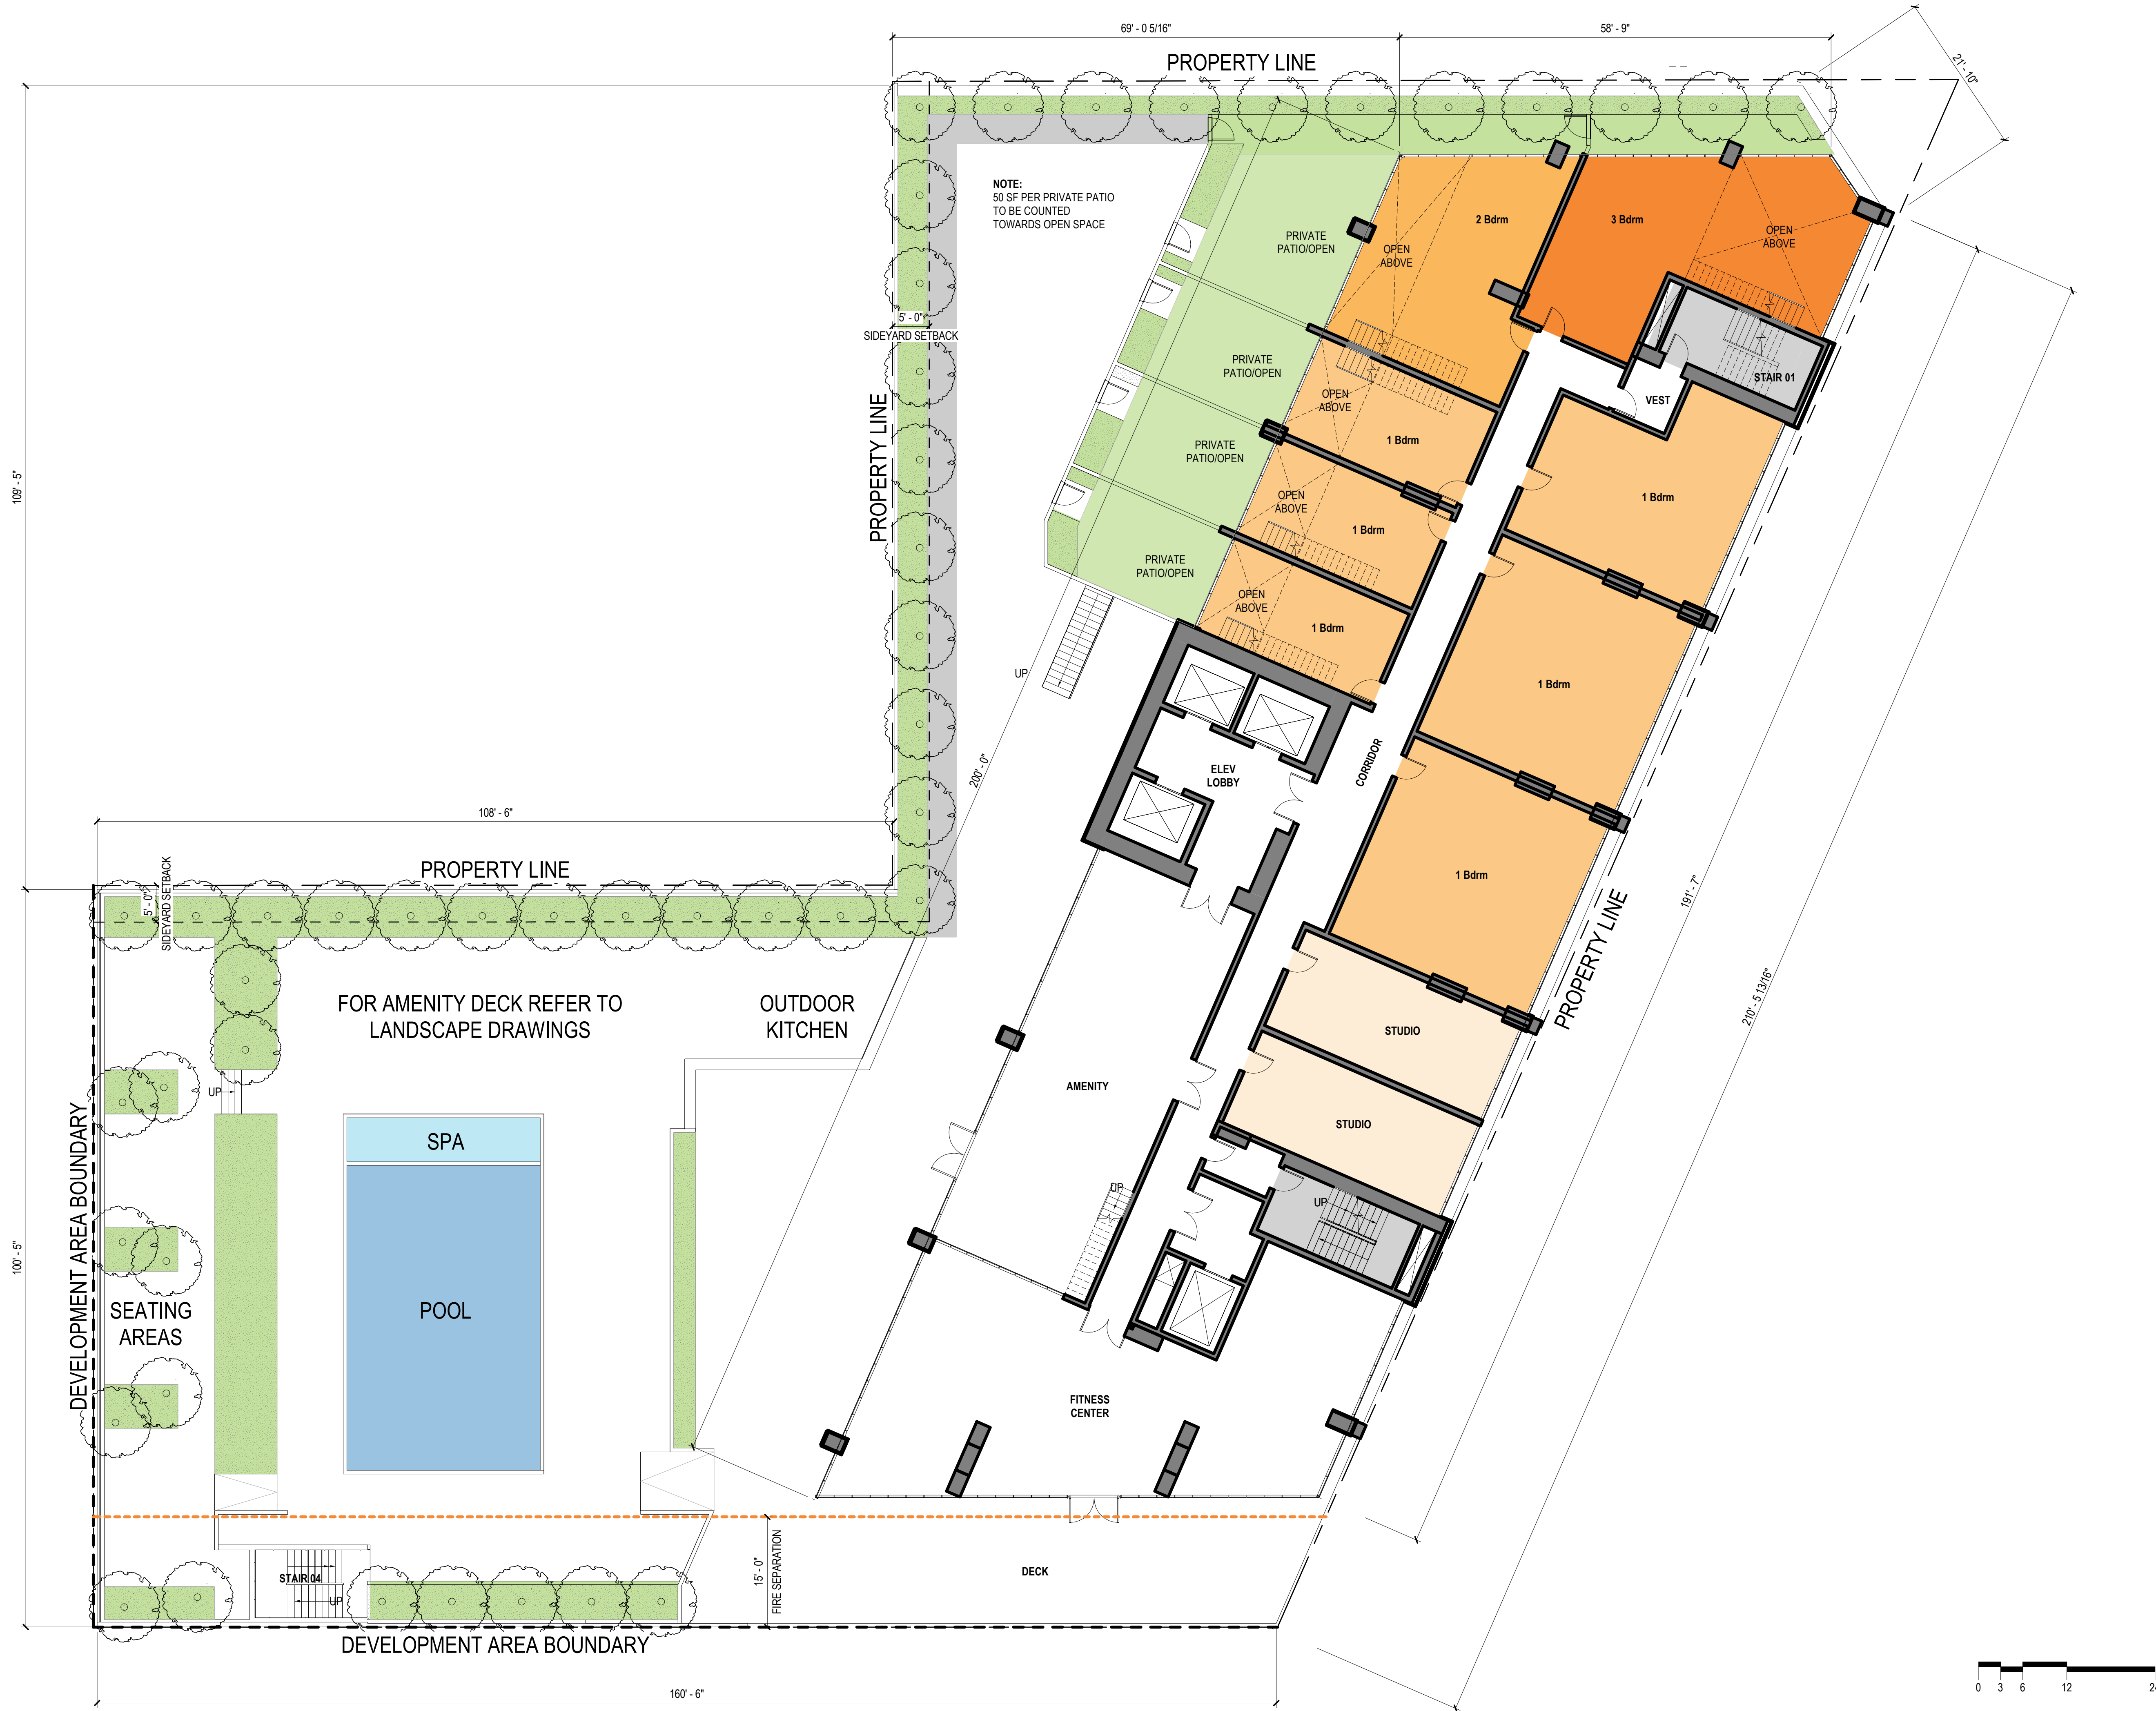 69' - 0 5/16"
58' - 9"
21' - 10"
PROPERTY LINE
NOTE:
50 SF PER PRIVATE PATIO
TO BE COUNTED
TOWARDS OPEN SPACE
PRIVATE
PATIO/OPEN
2 Bdrm
3 Bdrm
OPEN
ABOVE
OPEN
ABOVE
5' - 0"
SIDEYARD SETBACK
PROPERTY LINE
109' - 5"
PRIVATE
PATIO/OPEN
OPEN
ABOVE
1 Bdrm
STAIR 01
VEST
PRIVATE
PATIO/OPEN
OPEN
ABOVE
1 Bdrm
1 Bdrm
PRIVATE
PATIO/OPEN
OPEN
ABOVE
1 Bdrm
UP
1 Bdrm
200' - 0"
ELEV
LOBBY
CORRIDOR
108' - 6"
PROPERTY LINE
5' - 0"
SIDEYARD SETBACK
1 Bdrm
191' - 7"
PROPERTY LINE
210' - 5 13/16"
FOR AMENITY DECK REFER TO
LANDSCAPE DRAWINGS
OUTDOOR
KITCHEN
STUDIO
UP
AMENITY
STUDIO
SPA
DEVELOPMENT AREA BOUNDARY
100' - 5"
UP
UP
SEATING
AREAS
POOL
FITNESS
CENTER
15' - 0"
FIRE SEPARATION
STAIR 04
UP
DECK
DEVELOPMENT AREA BOUNDARY
160' - 6"
0 3 6 12